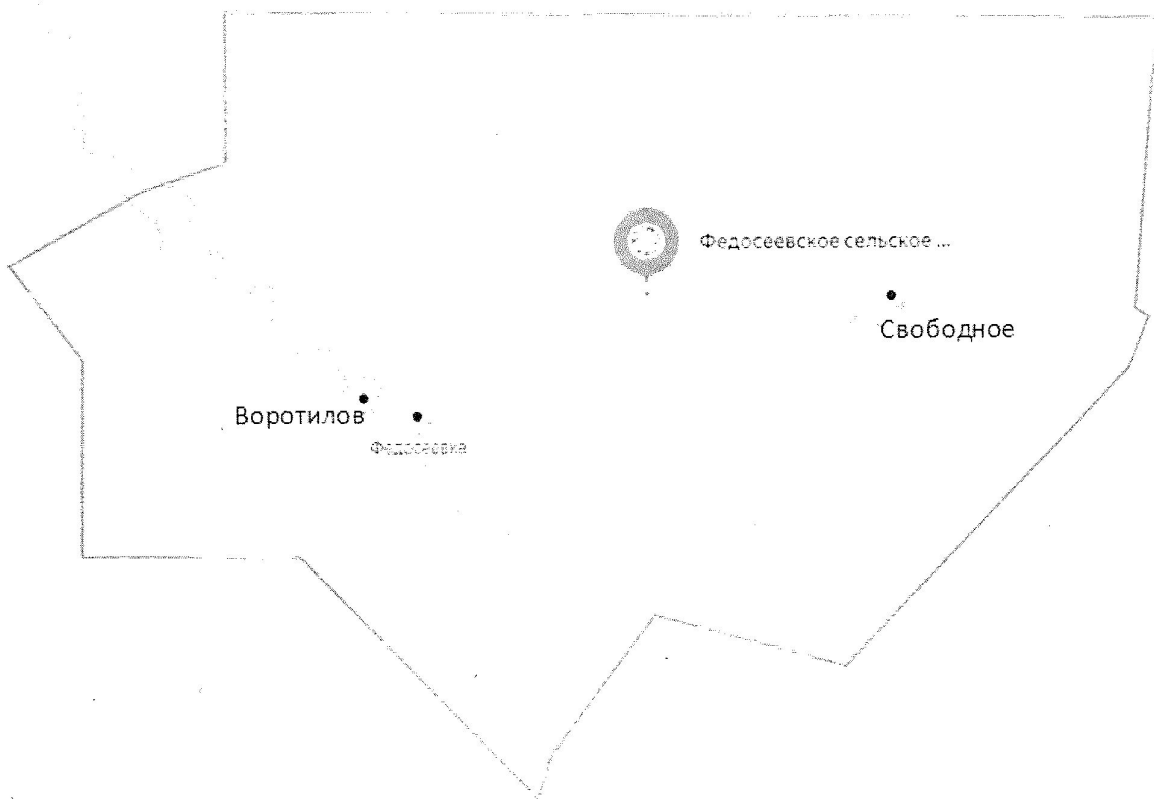 Федосеевское сельское ...
Свободное
Воротилов
Федосеевка